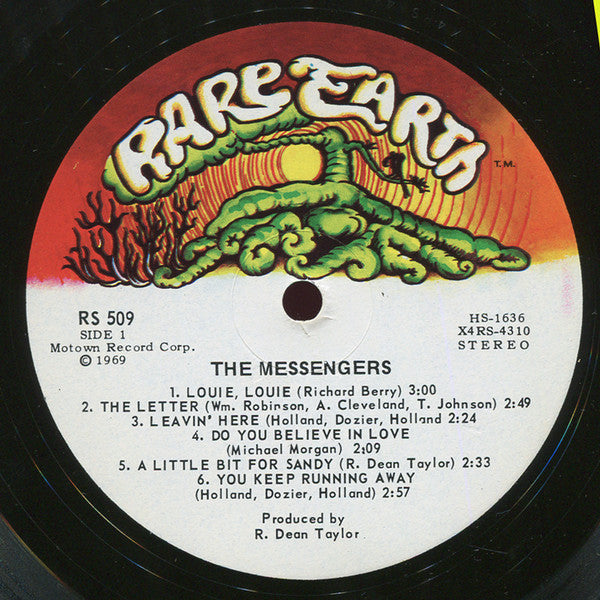 RARE EARTH
T.M.
RS 509
SIDE 1
Motown Record Corp.
© 1969
HS-1636
X4RS-4310
STEREO
THE MESSENGERS
1. LOUIE, LOUIE (Richard Berry) 3:00
2. THE LETTER (Wm. Robinson, A. Cleveland, T. Johnson) 2:49
3. LEAVIN' HERE (Holland, Dozier, Holland 2:24
4. DO YOU BELIEVE IN LOVE
(Michael Morgan) 2:09
5. A LITTLE BIT FOR SANDY (R. Dean Taylor) 2:33
6. YOU KEEP RUNNING AWAY
(Holland, Dozier, Holland) 2:57
Produced by
R. Dean Taylor